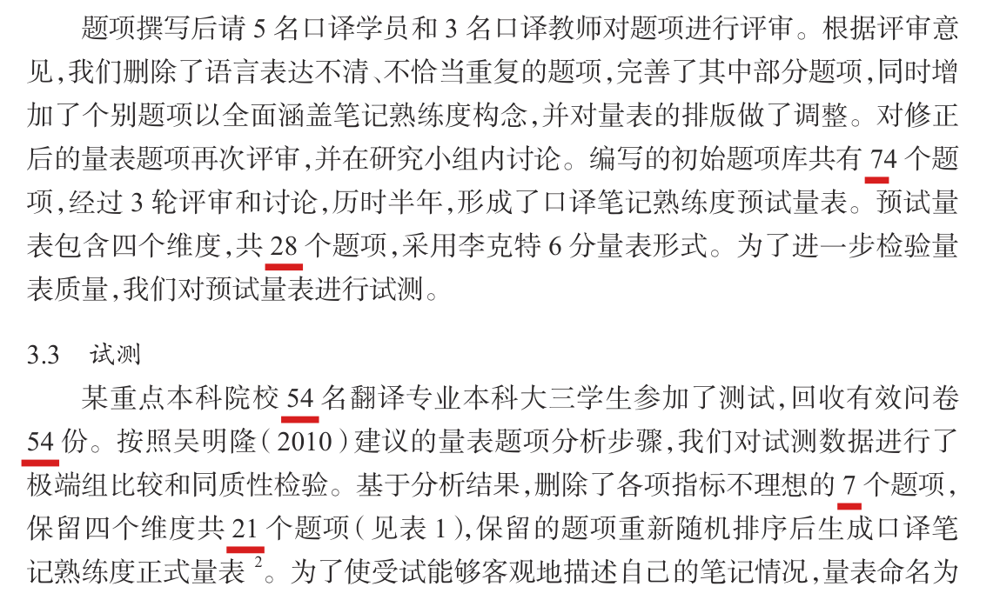 题项撰写后请 5 名口译学员和 3 名口译教师对题项进行评审。根据评审意
见,我们删除了语言表达不清、不恰当重复的题项,完善了其中部分题项,同时增
加了个别题项以全面涵盖笔记熟练度构念,并对量表的排版做了调整。对修正
后的量表题项再次评审,并在研究小组内讨论。编写的初始题项库共有 74 个题
项,经过 3 轮评审和讨论,历时半年,形成了口译笔记熟练度预试量表。预试量
表包含四个维度,共 28 个题项,采用李克特 6 分量表形式。为了进一步检验量
表质量,我们对预试量表进行试测。
3.3 试测
某重点本科院校 54 名翻译专业本科大三学生参加了测试,回收有效问卷
54 份。按照吴明隆(2010)建议的量表题项分析步骤,我们对试测数据进行了
极端组比较和同质性检验。基于分析结果,删除了各项指标不理想的 7 个题项,
保留四个维度共 21 个题项(见表 1),保留的题项重新随机排序后生成口译笔
记熟练度正式量表 ²。为了使受试能够客观地描述自己的笔记情况,量表命名为